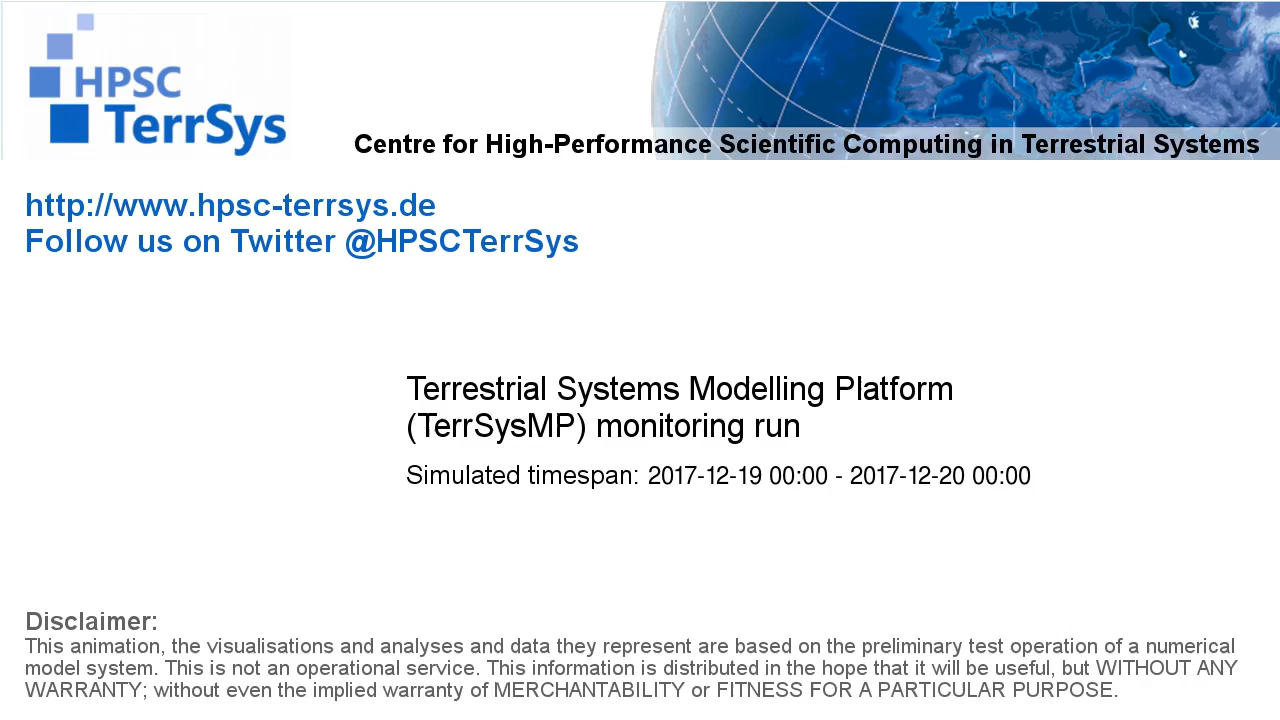 HPSC
TerrSys
Centre for High-Performance Scientific Computing in Terrestrial Systems
http://www.hpsc-terrsys.de
Follow us on Twitter @HPSCTerrSys
Terrestrial Systems Modelling Platform
(TerrSysMP) monitoring run
Simulated timespan: 2017-12-19 00:00 - 2017-12-20 00:00
Disclaimer:
This animation, the visualisations and analyses and data they represent are based on the preliminary test operation of a numerical
model system. This is not an operational service. This information is distributed in the hope that it will be useful, but WITHOUT ANY
WARRANTY; without even the implied warranty of MERCHANTABILITY or FITNESS FOR A PARTICULAR PURPOSE.